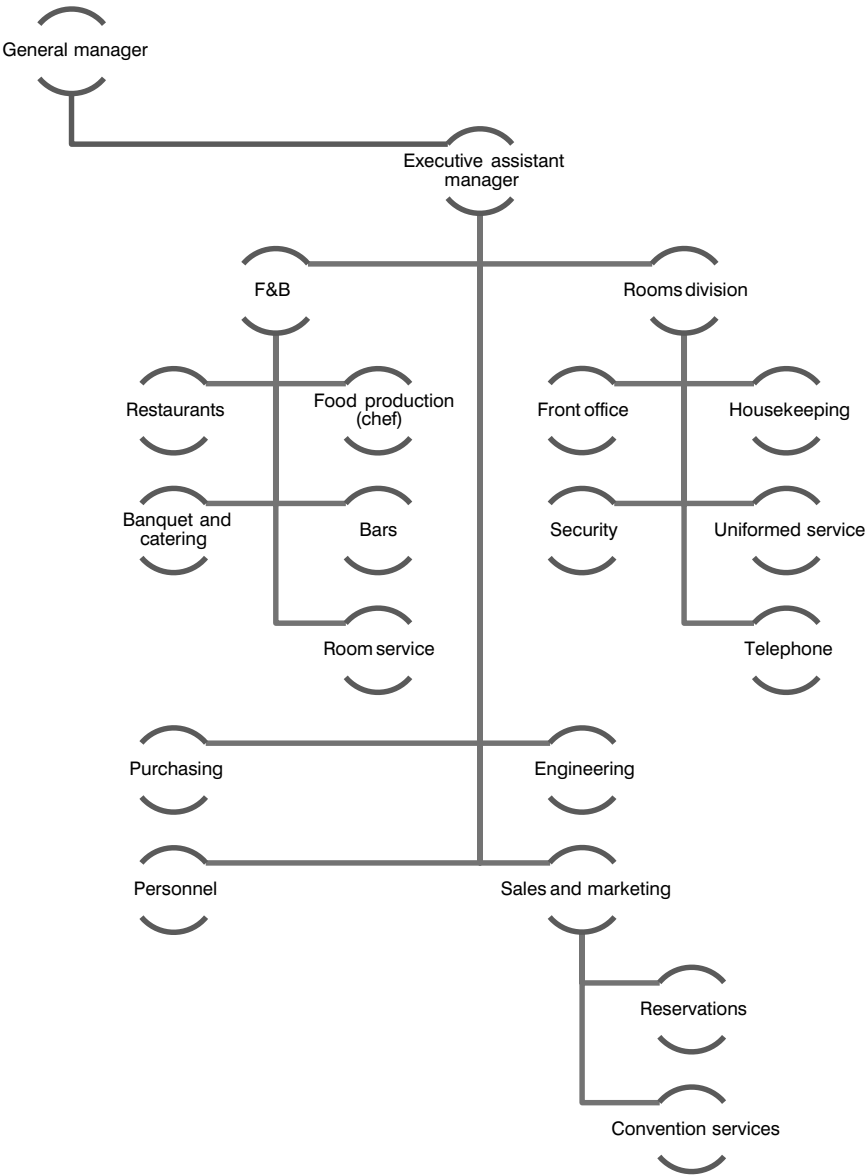 General manager
Executive assistant
manager
F&B
Rooms division
Restaurants
Food production
(chef)
Front office
Housekeeping
Banquet and
catering
Bars
Security
Uniformed service
Room service
Telephone
Purchasing
Engineering
Personnel
Sales and marketing
Reservations
Convention services